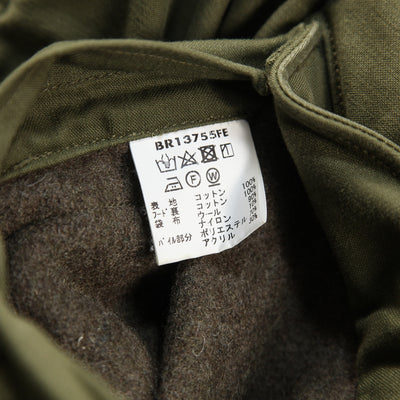 BR13755FE
表 地 コットン 100%
フード裏 コットン 100%
袋 布 ウール
ナイロン
ポリエステル
パイル部分 アクリル